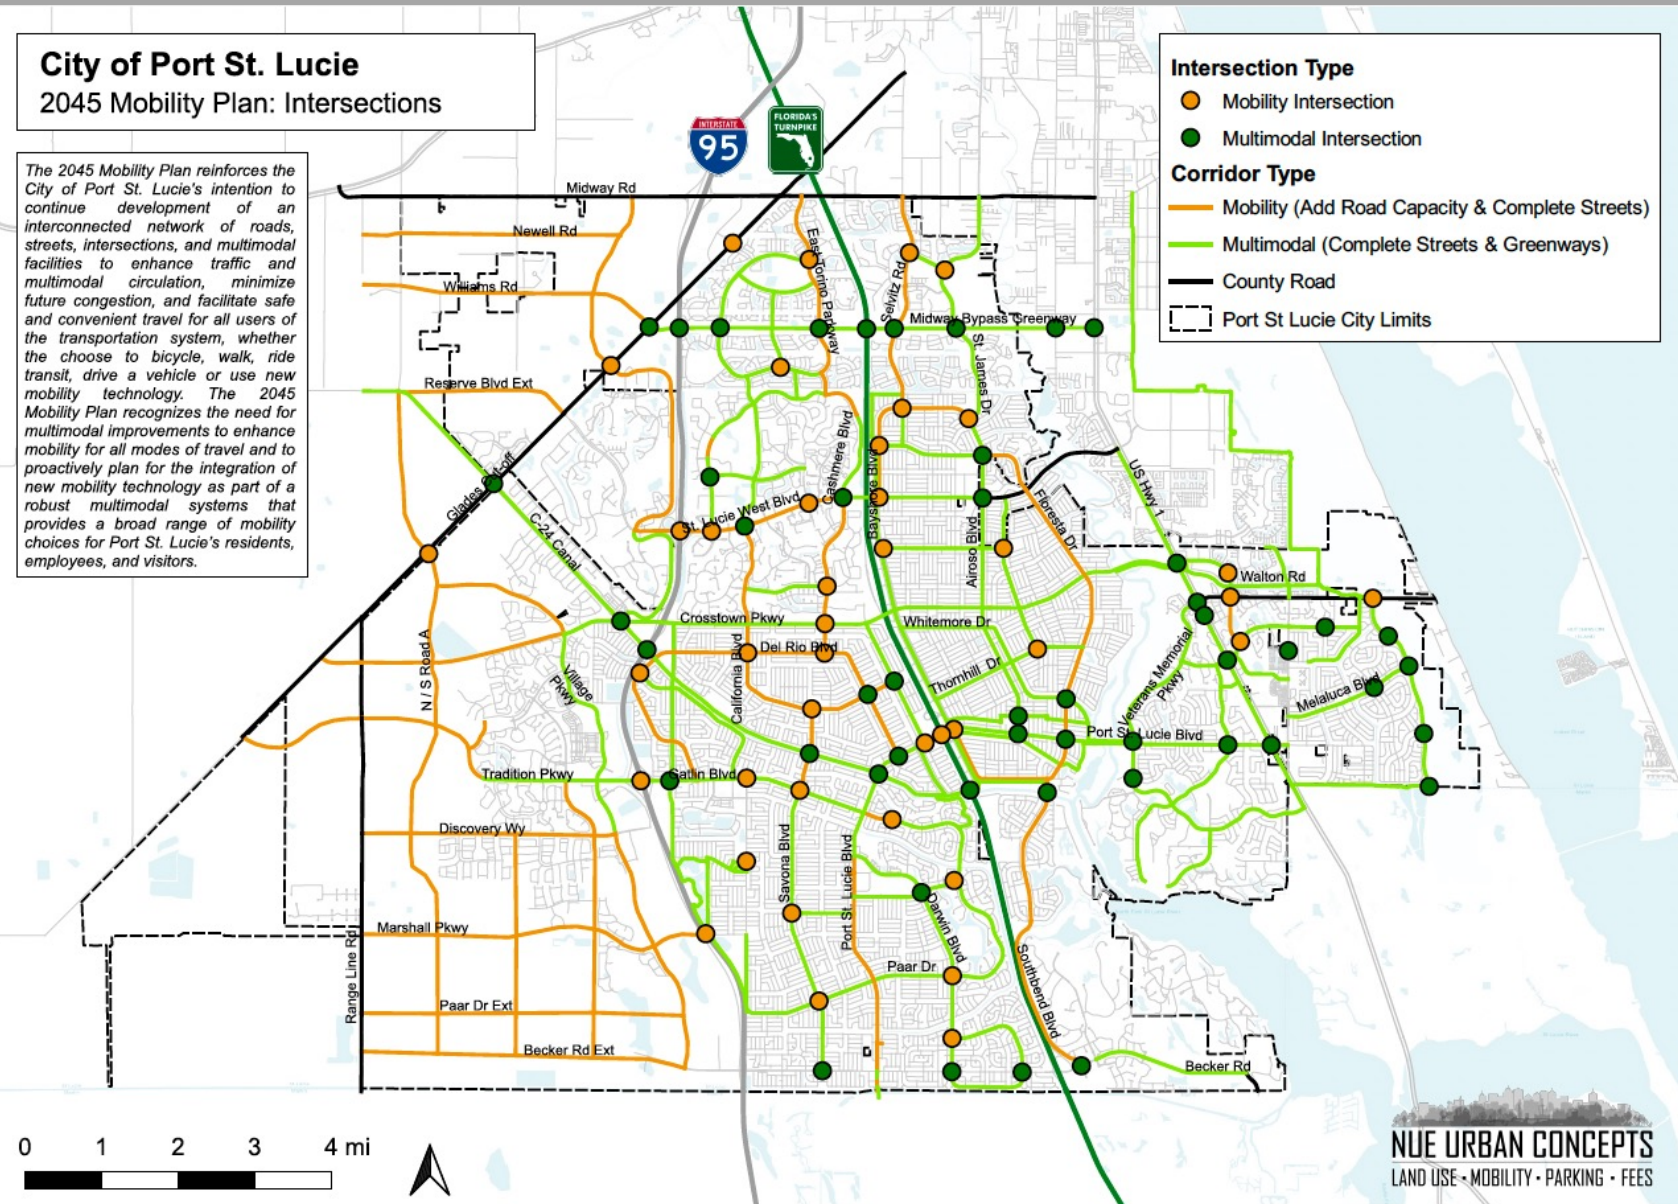 City of Port St. Lucie
2045 Mobility Plan: Intersections
The 2045 Mobility Plan reinforces the
City of Port St. Lucie's intention to
continue development of an
interconnected network of roads,
streets, intersections, and multimodal
facilities to enhance traffic and
multimodal circulation, minimize
future congestion, and facilitate safe
and convenient travel for all users of
the transportation system, whether
the choose to bicycle, walk, ride
transit, drive a vehicle or use new
mobility technology. The 2045
Mobility Plan recognizes the need for
multimodal improvements to enhance
mobility for all modes of travel and to
proactively plan for the integration of
new mobility technology as part of a
robust multimodal systems that
provides a broad range of mobility
choices for Port St. Lucie's residents,
employees, and visitors.
INTERSTATE
95
FLORIDA'S
TURNPIKE
Intersection Type
Mobility Intersection
Multimodal Intersection
Corridor Type
Mobility (Add Road Capacity & Complete Streets)
Multimodal (Complete Streets & Greenways)
County Road
Port St Lucie City Limits
Midway Rd
Newell Rd
Williams Rd
East Torino Parkway
Selvitz Rd
Midway Bypass Greenway
St. James Dr
Reserve Blvd Ext
Glades Cut-off
C-24 Canal
St. Lucie West Blvd
Cashmere Blvd
Bayshore Blvd
Airoso Blvd
Floresta Dr
US Hwy 1
Walton Rd
Crosstown Pkwy
Whitemore Dr
Del Rio Blvd
California Blvd
Thornhill Dr
Veterans Memorial
Pkwy
Melaluca Blvd
N / S Road A
Village
Pkwy
Port St. Lucie Blvd
Tradition Pkwy
Gatlin Blvd
Discovery Wy
Savona Blvd
Port St. Lucie Blvd
Darwin Blvd
Marshall Pkwy
Range Line Rd
Paar Dr
Southbend Blvd
Paar Dr Ext
Becker Rd Ext
Becker Rd
0 1 2 3 4 mi
NUE URBAN CONCEPTS
LAND USE • MOBILITY • PARKING • FEES